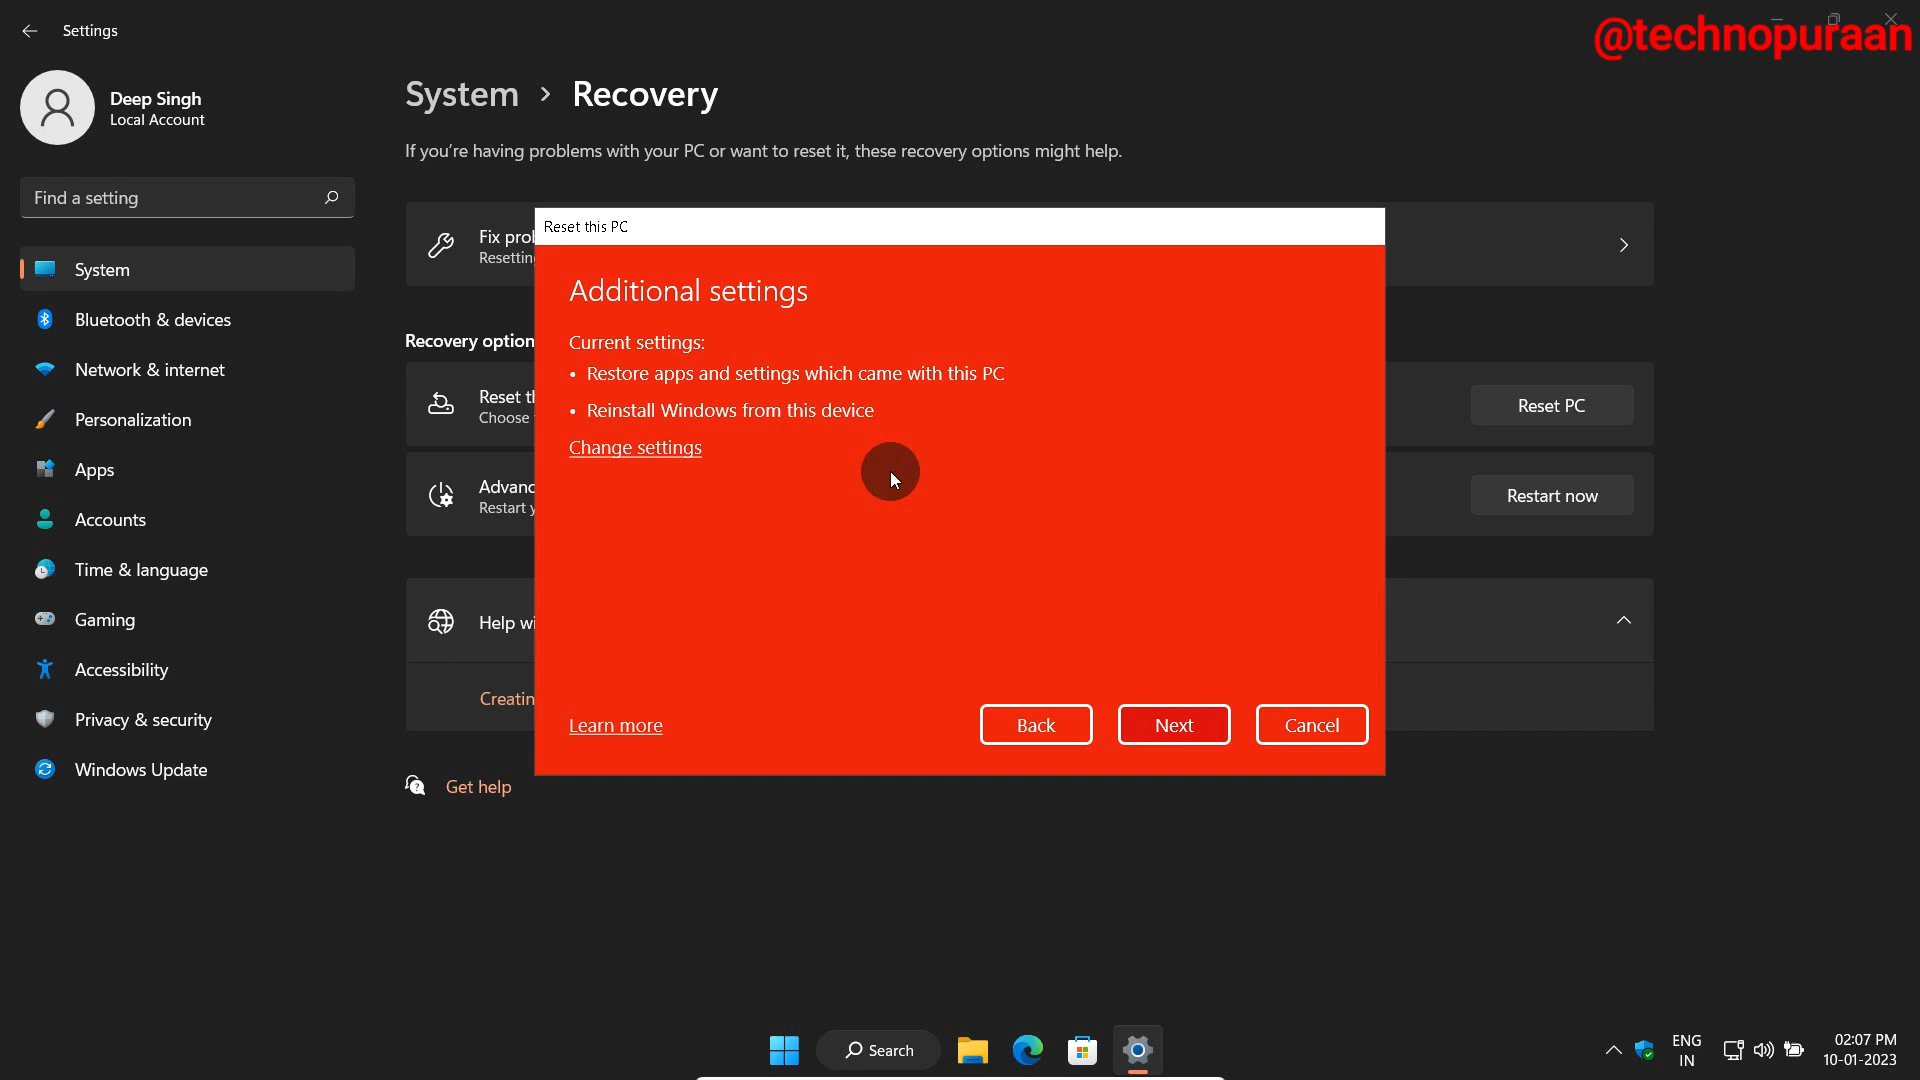 Settings
@technopuraan
Deep Singh
Local Account
System > Recovery
If you're having problems with your PC or want to reset it, these recovery options might help.
Find a setting
System
Bluetooth & devices
Network & internet
Personalization
Apps
Accounts
Time & language
Gaming
Accessibility
Privacy & security
Windows Update
Fix pro
Resetting
Recovery option
Reset t
Choose
Reset PC
Advanc
Restart y
Restart now
Help wi
Creatin
Get help
Reset this PC
Additional settings
Current settings:
• Restore apps and settings which came with this PC
• Reinstall Windows from this device
Change settings
Learn more
Back
Next
Cancel
Search
ENG
IN
02:07 PM
10-01-2023